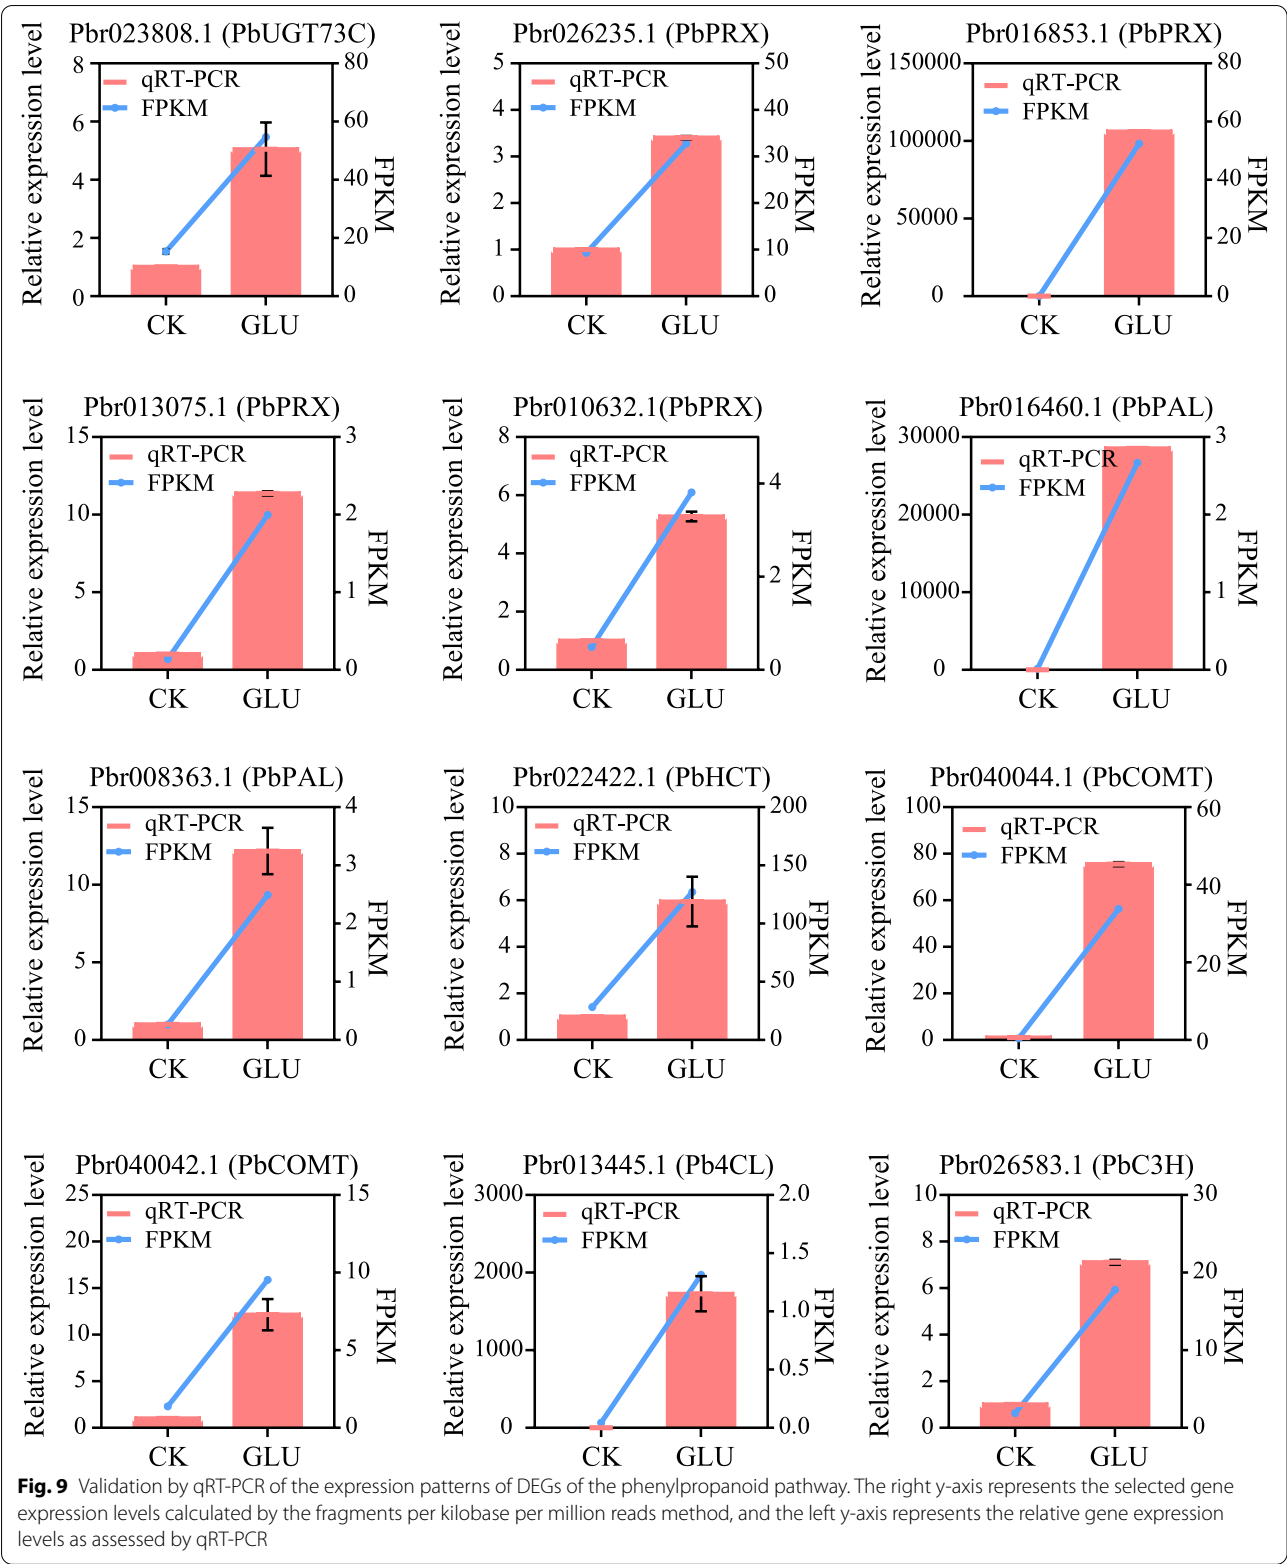 Pbr023808.1 (PbUGT73C)
Relative expression level
8
6
4
2
0
qRT-PCR
FPKM
80
60
40
20
0
FPKM
CK GLU
Pbr026235.1 (PbPRX)
Relative expression level
5
4
3
2
1
0
qRT-PCR
FPKM
50
40
30
20
10
0
FPKM
CK GLU
Pbr016853.1 (PbPRX)
Relative expression level
150000
100000
50000
0
qRT-PCR
FPKM
80
60
40
20
0
FPKM
CK GLU
Pbr013075.1 (PbPRX)
Relative expression level
15
10
5
0
qRT-PCR
FPKM
3
2
1
0
FPKM
CK GLU
Pbr010632.1(PbPRX)
Relative expression level
8
6
4
2
0
qRT-PCR
FPKM
4
2
0
FPKM
CK GLU
Pbr016460.1 (PbPAL)
Relative expression level
30000
20000
10000
0
qRT-PCR
FPKM
3
2
1
0
FPKM
CK GLU
Pbr008363.1 (PbPAL)
Relative expression level
15
10
5
0
qRT-PCR
FPKM
4
3
2
1
0
FPKM
CK GLU
Pbr022422.1 (PbHCT)
Relative expression level
10
8
6
4
2
0
qRT-PCR
FPKM
200
150
100
50
0
FPKM
CK GLU
Pbr040044.1 (PbCOMT)
Relative expression level
100
80
60
40
20
0
qRT-PCR
FPKM
60
40
20
0
FPKM
CK GLU
Pbr040042.1 (PbCOMT)
Relative expression level
25
20
15
10
5
0
qRT-PCR
FPKM
15
10
5
0
FPKM
CK GLU
Pbr013445.1 (Pb4CL)
Relative expression level
3000
2000
1000
0
qRT-PCR
FPKM
2.0
1.5
1.0
0.5
0.0
FPKM
CK GLU
Pbr026583.1 (PbC3H)
Relative expression level
10
8
6
4
2
0
qRT-PCR
FPKM
30
20
10
0
FPKM
CK GLU
Fig. 9 Validation by qRT-PCR of the expression patterns of DEGs of the phenylpropanoid pathway. The right y-axis represents the selected gene
expression levels calculated by the fragments per kilobase per million reads method, and the left y-axis represents the relative gene expression
levels as assessed by qRT-PCR